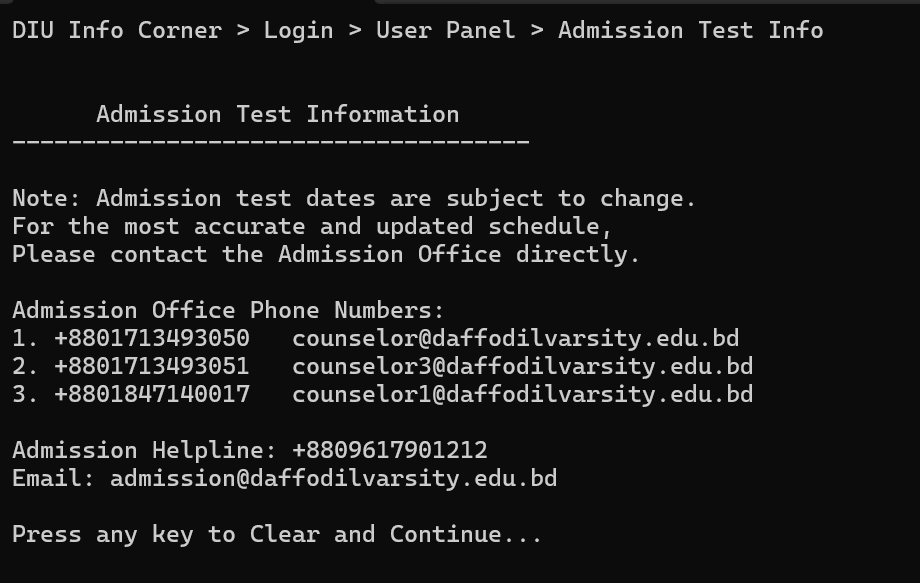 DIU Info Corner > Login > User Panel > Admission Test Info
Admission Test Information
-------------------------------------
Note: Admission test dates are subject to change.
For the most accurate and updated schedule,
Please contact the Admission Office directly.
Admission Office Phone Numbers:
1. +8801713493050   counselor@daffodilvarsity.edu.bd
2. +8801713493051   counselor3@daffodilvarsity.edu.bd
3. +8801847140017   counselor1@daffodilvarsity.edu.bd
Admission Helpline: +8809617901212
Email: admission@daffodilvarsity.edu.bd
Press any key to Clear and Continue...